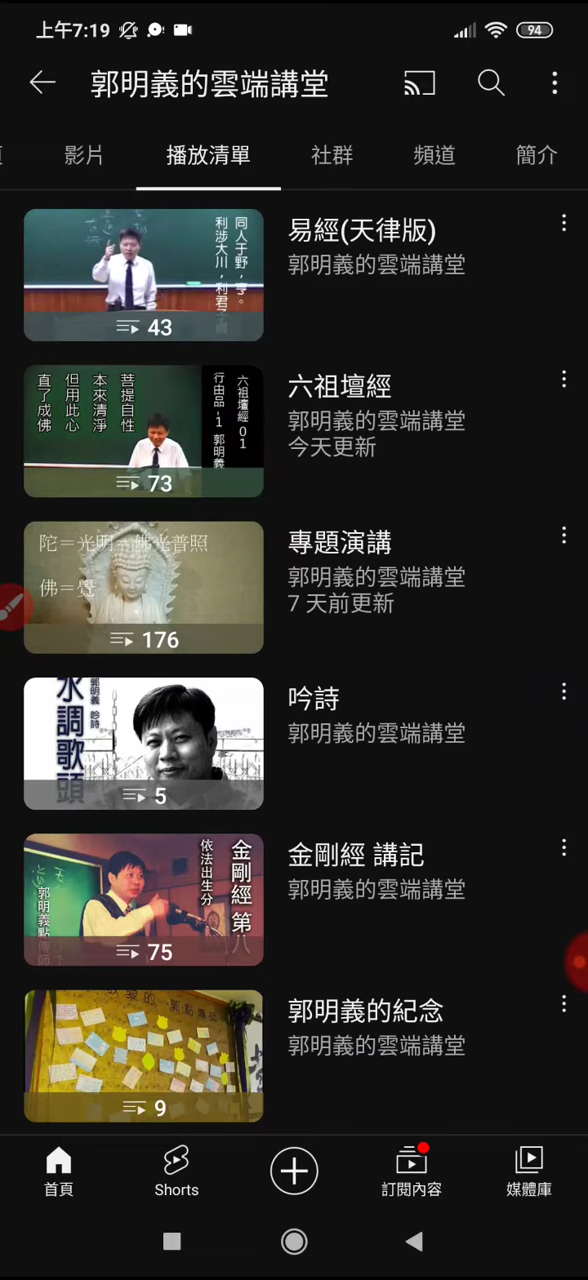 上午7:19
94
郭明義的雲端講堂
影片
播放清單
社群
頻道
簡介
同人于野，亨。
利涉大川，利君子貞
43
易經(天律版)
郭明義的雲端講堂
菩提自性
本來清淨
但用此心
直了成佛
六祖壇經01
行由品-1 郭明義
73
六祖壇經
郭明義的雲端講堂
今天更新
陀＝光明—佛光普照
佛＝覺
176
專題演講
郭明義的雲端講堂
7 天前更新
水調歌頭
郭明義 吟詩
5
吟詩
郭明義的雲端講堂
金剛經 第
依法出生分
郭明義點傳師
75
金剛經 講記
郭明義的雲端講堂
9
郭明義的紀念
郭明義的雲端講堂
首頁
Shorts
訂閱內容
媒體庫